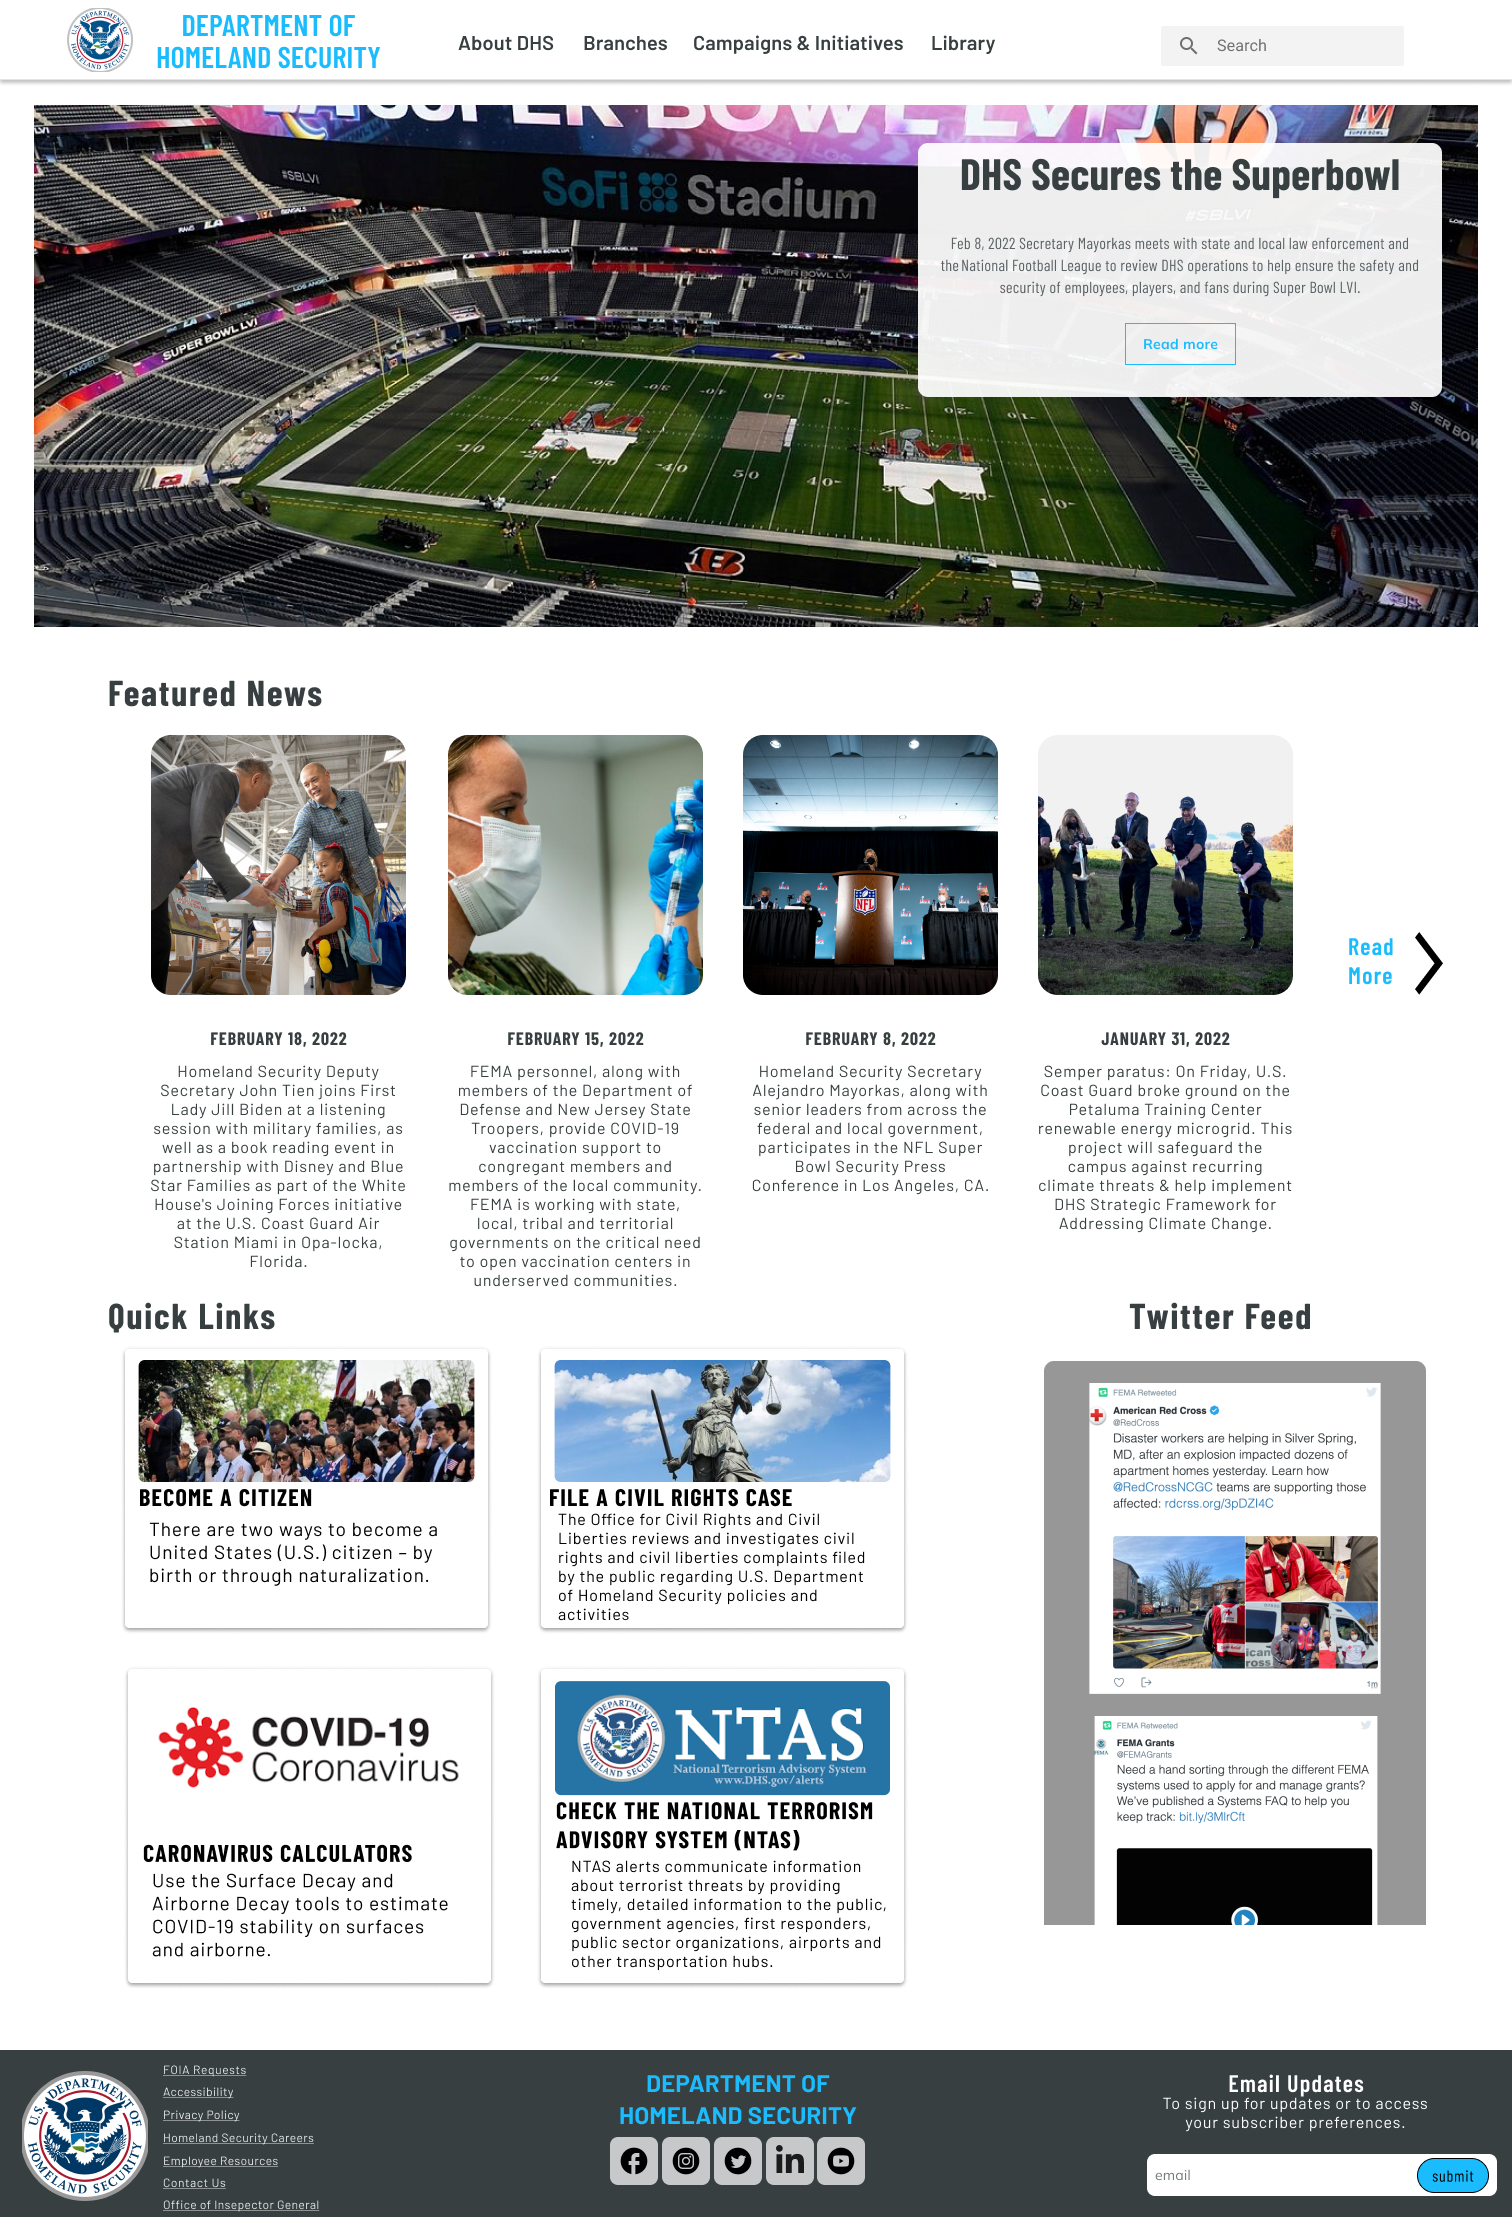 DEPARTMENT OF
HOMELAND SECURITY
About DHS
Branches
Campaigns & Initiatives
Library
Search
SUPER BOWL LVI
#SBLVI
SoFi Stadium
DHS Secures the Superbowl
#SBLVI
Feb 8, 2022 Secretary Mayorkas meets with state and local law enforcement and
the National Football League to review DHS operations to help ensure the safety and
security of employees, players, and fans during Super Bowl LVI.
Read more
SUPER BOWL LVI
SUPER BOWL LVI
Featured News
NFL
Read
More
FEBRUARY 18, 2022
Homeland Security Deputy
Secretary John Tien joins First
Lady Jill Biden at a listening
session with military families, as
well as a book reading event in
partnership with Disney and Blue
Star Families as part of the White
House's Joining Forces initiative
at the U.S. Coast Guard Air
Station Miami in Opa-locka,
Florida.
FEBRUARY 15, 2022
FEMA personnel, along with
members of the Department of
Defense and New Jersey State
Troopers, provide COVID-19
vaccination support to
congregant members and
members of the local community.
FEMA is working with state,
local, tribal and territorial
governments on the critical need
to open vaccination centers in
underserved communities.
FEBRUARY 8, 2022
Homeland Security Secretary
Alejandro Mayorkas, along with
senior leaders from across the
federal and local government,
participates in the NFL Super
Bowl Security Press
Conference in Los Angeles, CA.
JANUARY 31, 2022
Semper paratus: On Friday, U.S.
Coast Guard broke ground on the
Petaluma Training Center
renewable energy microgrid. This
project will safeguard the
campus against recurring
climate threats & help implement
DHS Strategic Framework for
Addressing Climate Change.
Quick Links
BECOME A CITIZEN
There are two ways to become a
United States (U.S.) citizen – by
birth or through naturalization.
FILE A CIVIL RIGHTS CASE
The Office for Civil Rights and Civil
Liberties reviews and investigates civil
rights and civil liberties complaints filed
by the public regarding U.S. Department
of Homeland Security policies and
activities
COVID-19
Coronavirus
CARONAVIRUS CALCULATORS
Use the Surface Decay and
Airborne Decay tools to estimate
COVID-19 stability on surfaces
and airborne.
U.S. DEPARTMENT OF
HOMELAND SECURITY
NTAS
National Terrorism Advisory System
www.DHS.gov/alerts
CHECK THE NATIONAL TERRORISM
ADVISORY SYSTEM (NTAS)
NTAS alerts communicate information
about terrorist threats by providing
timely, detailed information to the public,
government agencies, first responders,
public sector organizations, airports and
other transportation hubs.
Twitter Feed
FEMA Retweeted
American Red Cross
@RedCross
Disaster workers are helping in Silver Spring,
MD, after an explosion impacted dozens of
apartment homes yesterday. Learn how
@RedCrossNCGC teams are supporting those
affected: rdcrss.org/3pDZI4C
1m
FEMA Retweeted
FEMA Grants
@FEMAGrants
Need a hand sorting through the different FEMA
systems used to apply for and manage grants?
We've published a Systems FAQ to help you
keep track: bit.ly/3MlrCft
U.S. DEPARTMENT OF
HOMELAND SECURITY
FOIA Requests
Accessibility
Privacy Policy
Homeland Security Careers
Employee Resources
Contact Us
Office of Insepector General
DEPARTMENT OF
HOMELAND SECURITY
in
Email Updates
To sign up for updates or to access
your subscriber preferences.
email
submit